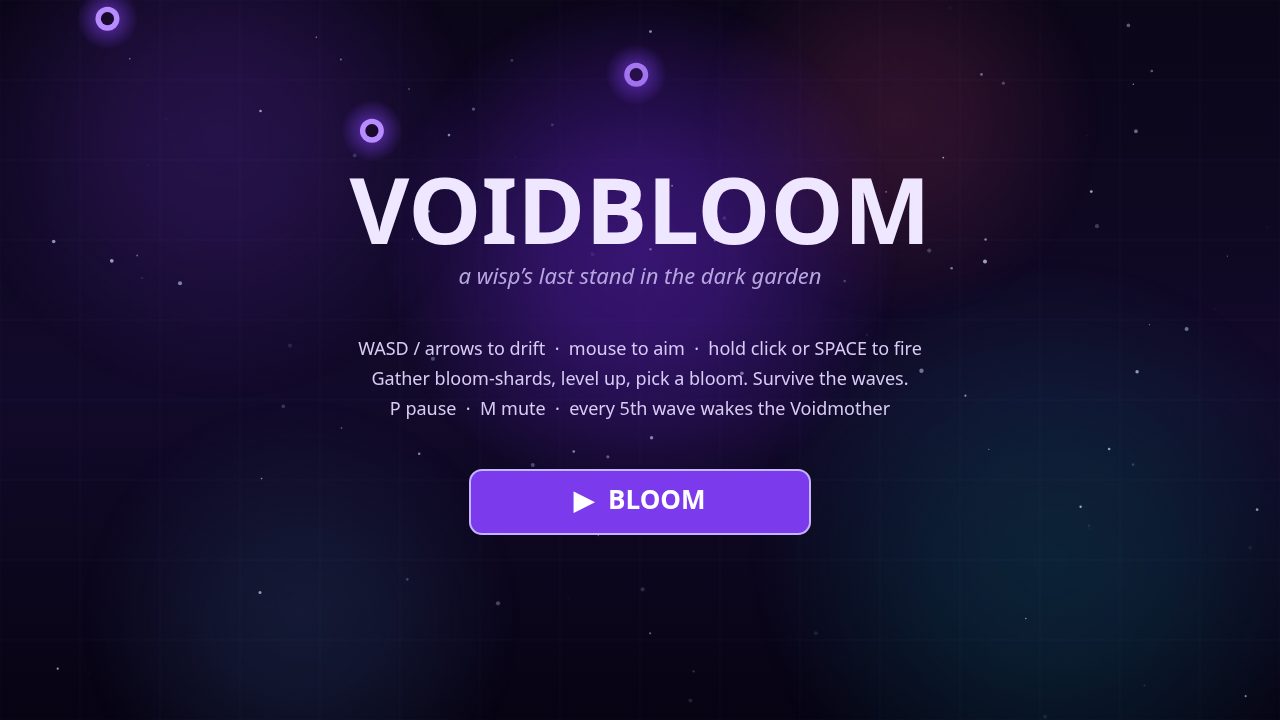 VOIDBLOOM
a wisp’s last stand in the dark garden
WASD / arrows to drift · mouse to aim · hold click or SPACE to fire
Gather bloom-shards, level up, pick a bloom. Survive the waves.
P pause · M mute · every 5th wave wakes the Voidmother
▶ BLOOM